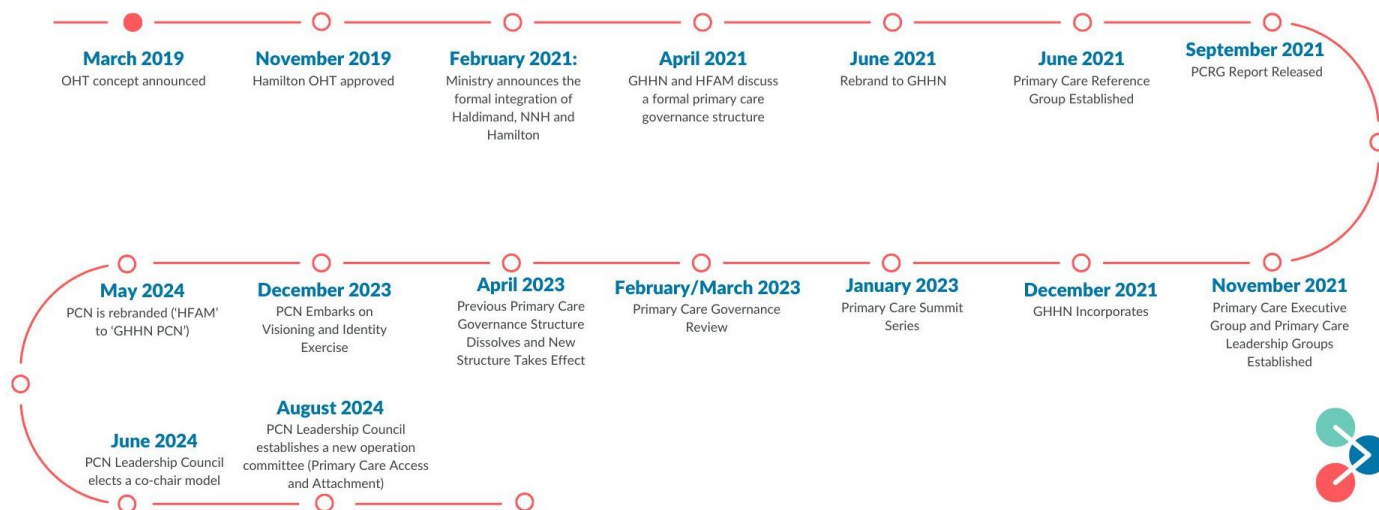 March 2019
OHT concept announced
November 2019
Hamilton OHT approved
February 2021:
Ministry announces the
formal integration of
Haldimand, NNH and
Hamilton
April 2021
GHHN and HFAM discuss
a formal primary care
governance structure
June 2021
Rebrand to GHHN
June 2021
Primary Care Reference
Group Established
September 2021
PCRG Report Released
November 2021
Primary Care Executive
Group and Primary Care
Leadership Groups
Established
December 2021
GHHN Incorporates
January 2023
Primary Care Summit
Series
February/March 2023
Primary Care Governance
Review
April 2023
Previous Primary Care
Governance Structure
Dissolves and New
Structure Takes Effect
December 2023
PCN Embarks on
Visioning and Identity
Exercise
May 2024
PCN is rebranded (‘HFAM’
to ‘GHHN PCN’)
June 2024
PCN Leadership Council
elects a co-chair model
August 2024
PCN Leadership Council
establishes a new operation
committee (Primary Care Access
and Attachment)